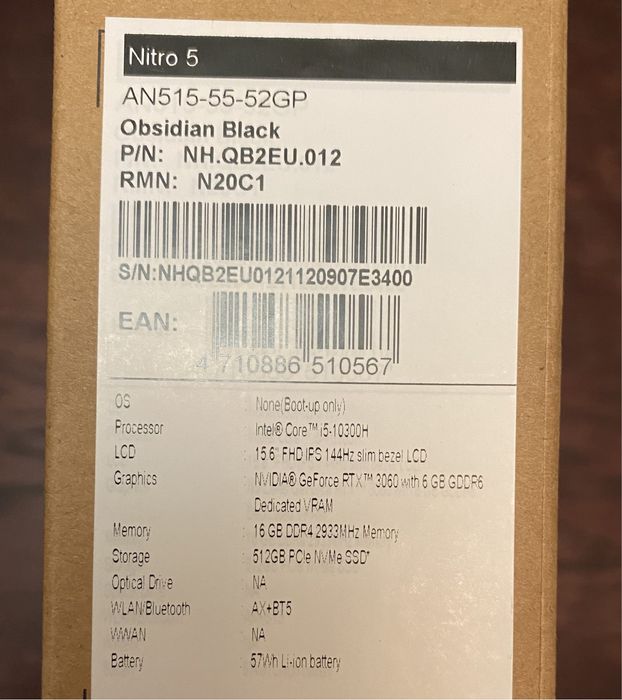 Nitro 5
AN515-55-52GP
Obsidian Black
P/N: NH.QB2EU.012
RMN: N20C1
S/N:NHQB2EU0121120907E3400
EAN:
4 710886 510567
OS : None(Boot-up only)
Processor : Intel® Core™ i5-10300H
LCD : 15.6" FHD IPS 144Hz slim bezel LCD
Graphics : NVIDIA® GeForce RTX™ 3060 with 6 GB GDDR6
Dedicated VRAM
Memory : 16 GB DDR4 2933MHz Memory
Storage : 512GB PCIe NVMe SSD*
Optical Drive : NA
WLAN/Bluetooth : AX+BT5
WWAN : NA
Battery : 57Wh Li-ion battery